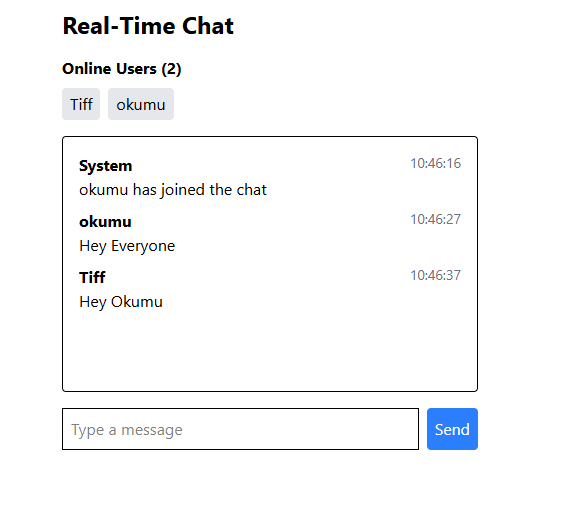 Real-Time Chat
Online Users (2)
Tiff okumu
System 10:46:16
okumu has joined the chat
okumu 10:46:27
Hey Everyone
Tiff 10:46:37
Hey Okumu
Type a message Send